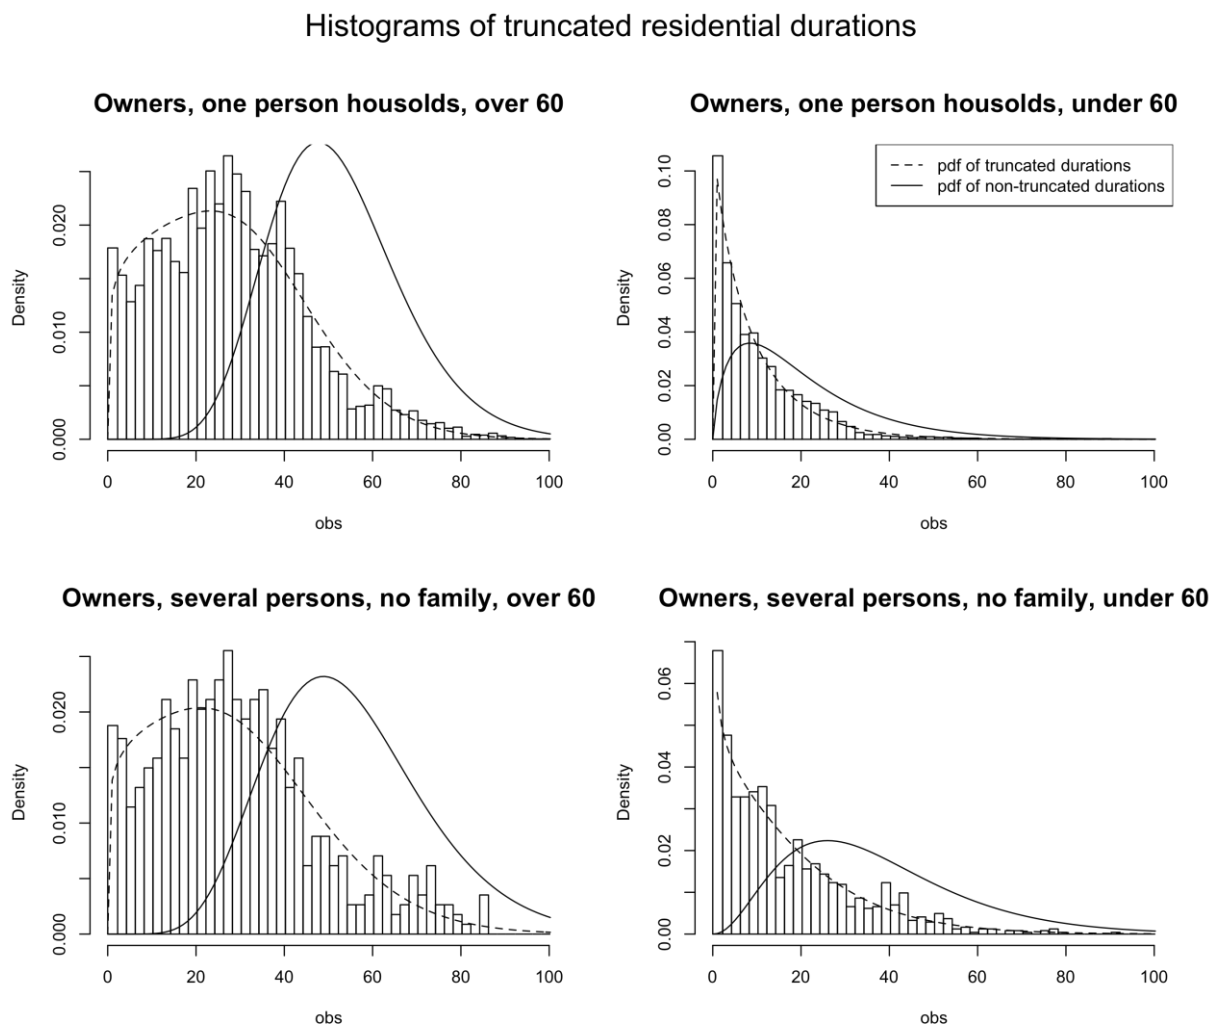 Histograms of truncated residential durations
Owners, one person housolds, over 60
Density
0.000 0.010 0.020
0 20 40 60 80 100
obs
Owners, one person housolds, under 60
pdf of truncated durations
pdf of non-truncated durations
Density
0.00 0.02 0.04 0.06 0.08 0.10
0 20 40 60 80 100
obs
Owners, several persons, no family, over 60
Density
0.000 0.010 0.020
0 20 40 60 80 100
obs
Owners, several persons, no family, under 60
Density
0.00 0.02 0.04 0.06
0 20 40 60 80 100
obs